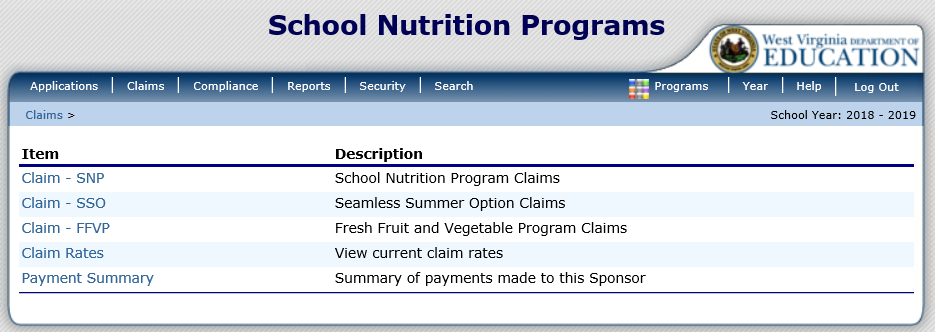 School Nutrition Programs
West Virginia DEPARTMENT OF
EDUCATION
Applications Claims Compliance Reports Security Search Programs Year Help Log Out
Claims > School Year: 2018 - 2019
Item Description
Claim - SNP School Nutrition Program Claims
Claim - SSO Seamless Summer Option Claims
Claim - FFVP Fresh Fruit and Vegetable Program Claims
Claim Rates View current claim rates
Payment Summary Summary of payments made to this Sponsor